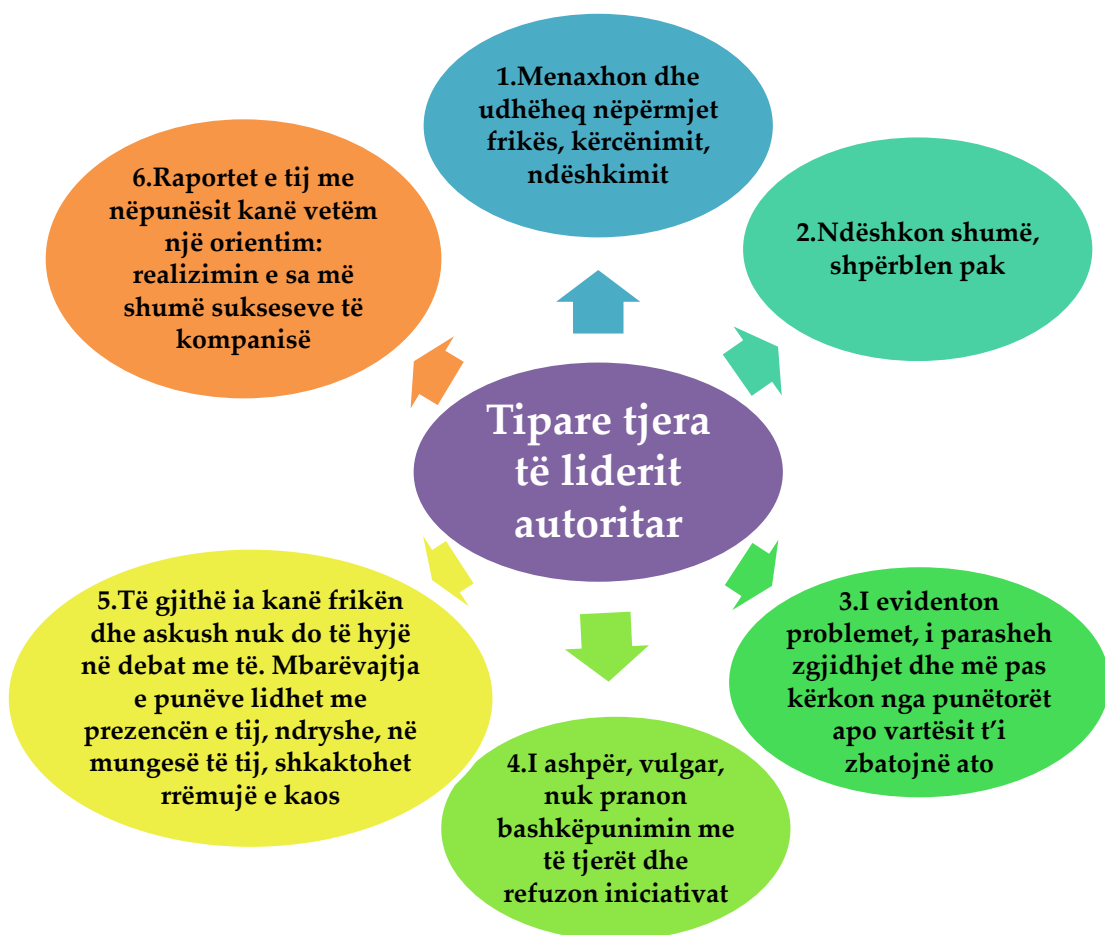 1.Menaxhon dhe
udhëheq nëpërmjet
frikës, kërcënimit,
ndëshkimit
2.Ndëshkon shumë,
shpërblen pak
3.I evidenton
problemet, i parasheh
zgjidhjet dhe më pas
kërkon nga punëtorët
apo vartësit t’i
zbatojnë ato
4.I ashpër, vulgar,
nuk pranon
bashkëpunimin me
të tjerët dhe
refuzon iniciativat
5.Të gjithë ia kanë frikën
dhe askush nuk do të hyjë
në debat me të. Mbarëvajtja
e punëve lidhet me
prezencën e tij, ndryshe, në
mungesë të tij, shkaktohet
rrëmujë e kaos
6.Raportet e tij me
nëpunësit kanë vetëm
një orientim:
realizimin e sa më
shumë sukseseve të
kompanisë
Tipare tjera
të liderit
autoritar